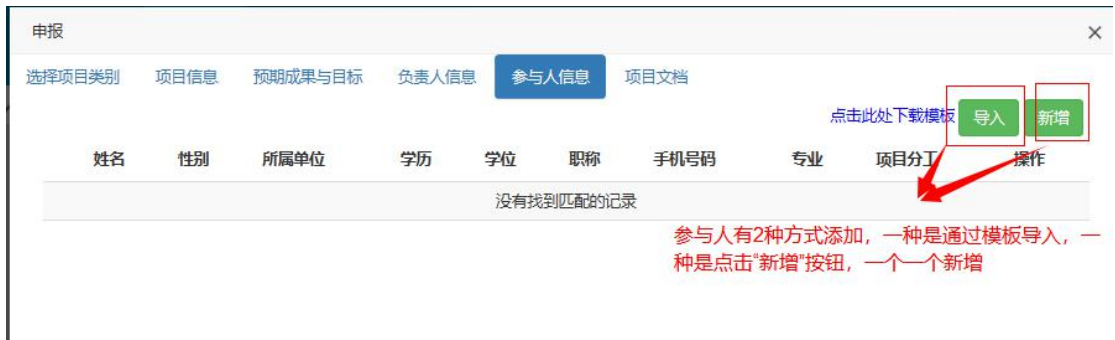 申报 ×
选择项目类别 项目信息 预期成果与目标 负责人信息 参与人信息 项目文档
点击此处下载模板 导入 新增
姓名 性别 所属单位 学历 学位 职称 手机号码 专业 项目分工 操作
没有找到匹配的记录
参与人有2种方式添加，一种是通过模板导入，一
种是点击"新增"按钮，一个一个新增